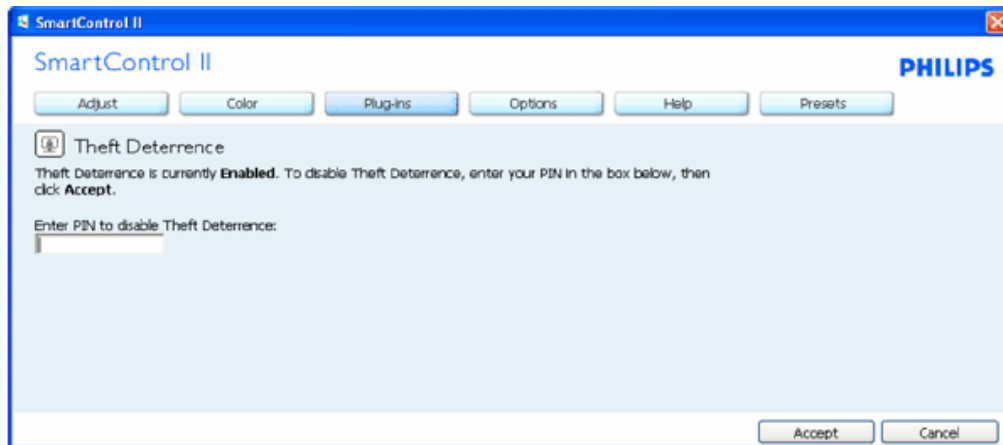 SmartControl II
SmartControl II
PHILIPS
Adjust Color Plug-ins Options Help Presets
Theft Deterrence
Theft Deterrence is currently Enabled. To disable Theft Deterrence, enter your PIN in the box below, then
click Accept.
Enter PIN to disable Theft Deterrence:
Accept Cancel